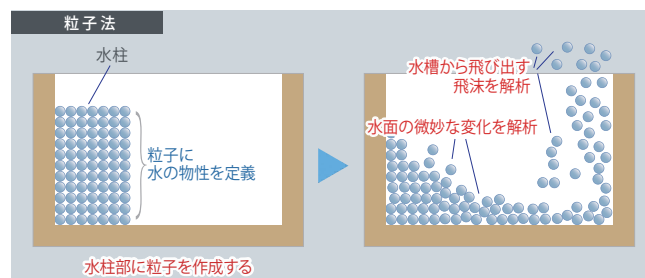 粒子法
水柱
粒子に
水の物性を定義
水柱部に粒子を作成する
水槽から飛び出す
飛沫を解析
水面の微妙な変化を解析